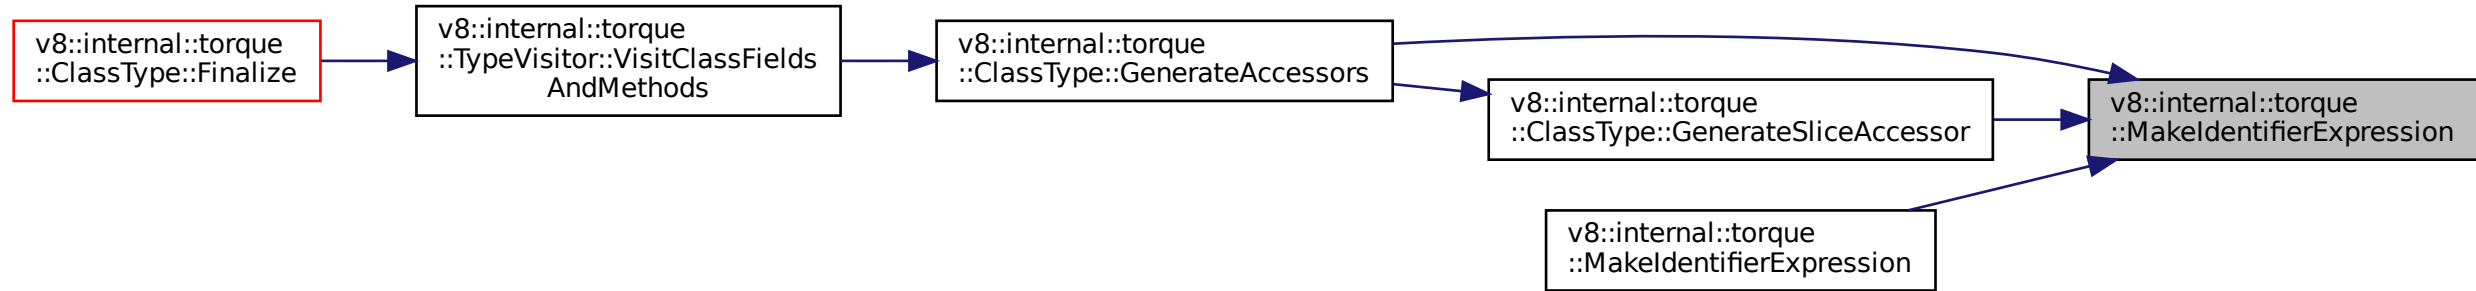 v8::internal::torque
::ClassType::Finalize
v8::internal::torque
::TypeVisitor::VisitClassFields
AndMethods
v8::internal::torque
::ClassType::GenerateAccessors
v8::internal::torque
::ClassType::GenerateSliceAccessor
v8::internal::torque
::MakeIdentifierExpression
v8::internal::torque
::MakeIdentifierExpression